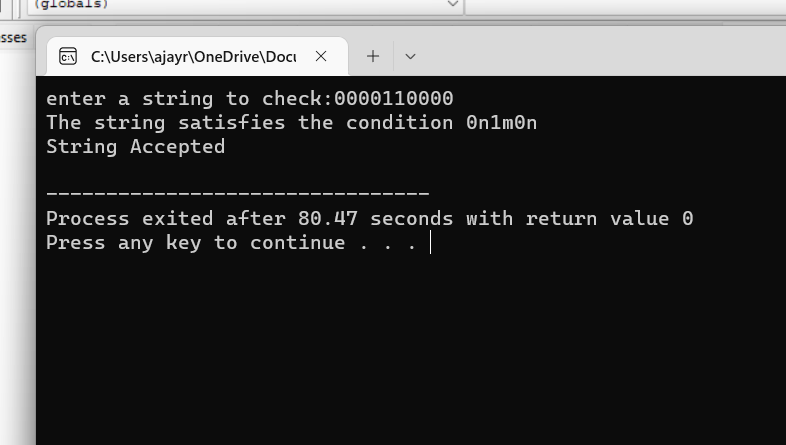 (globals)
sses
C:\Users\ajayr\OneDrive\Docu
enter a string to check:0000110000
The string satisfies the condition 0n1m0n
String Accepted
--------------------------------
Process exited after 80.47 seconds with return value 0
Press any key to continue . . .